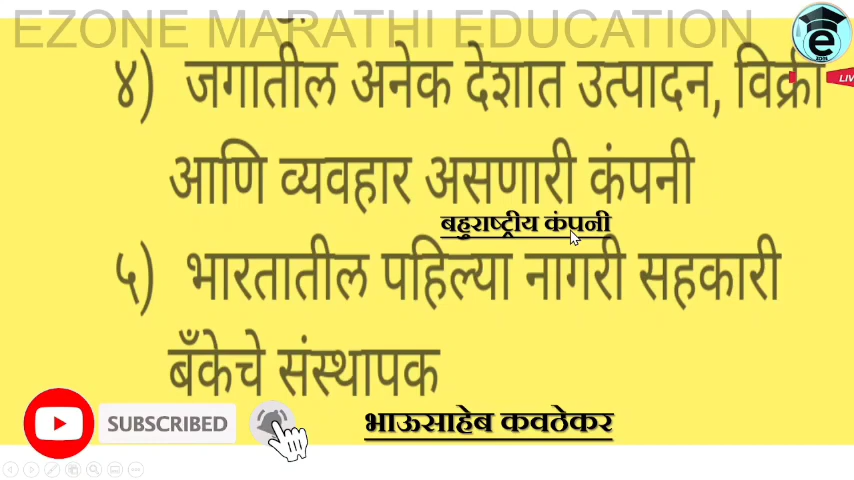 EZONE MARATHI EDUCATION
४) जगातील अनेक देशात उत्पादन, विक्री
आणि व्यवहार असणारी कंपनी
बहुराष्ट्रीय कंपनी
५) भारतातील पहिल्या नागरी सहकारी
बँकेचे संस्थापक
भाऊसाहेब कवठेकर
SUBSCRIBED